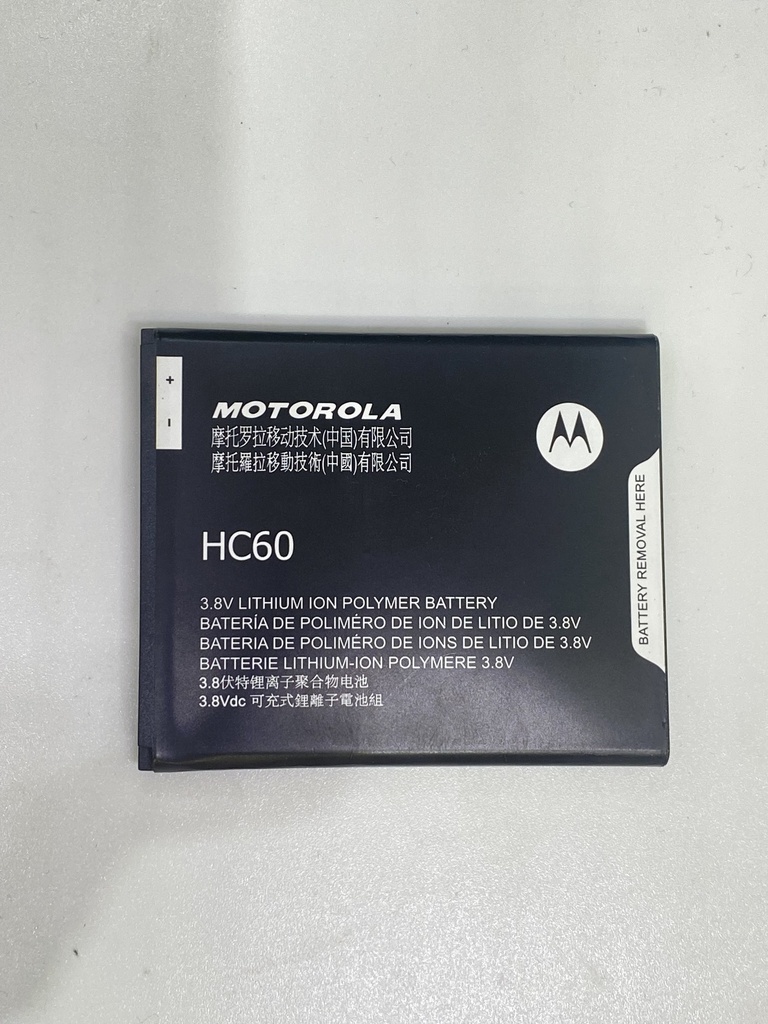 +
-
MOTOROLA
摩托罗拉移动技术(中国)有限公司
摩托羅拉移動技術(中國)有限公司
HC60
3.8V LITHIUM ION POLYMER BATTERY
BATERÍA DE POLIMÉRO DE ION DE LITIO DE 3.8V
BATERIA DE POLIMÉRO DE IONS DE LITIO DE 3.8V
BATTERIE LITHIUM-ION POLYMERE 3.8V
3.8伏特锂离子聚合物电池
3.8Vdc 可充式鋰離子電池組
BATTERY REMOVAL HERE